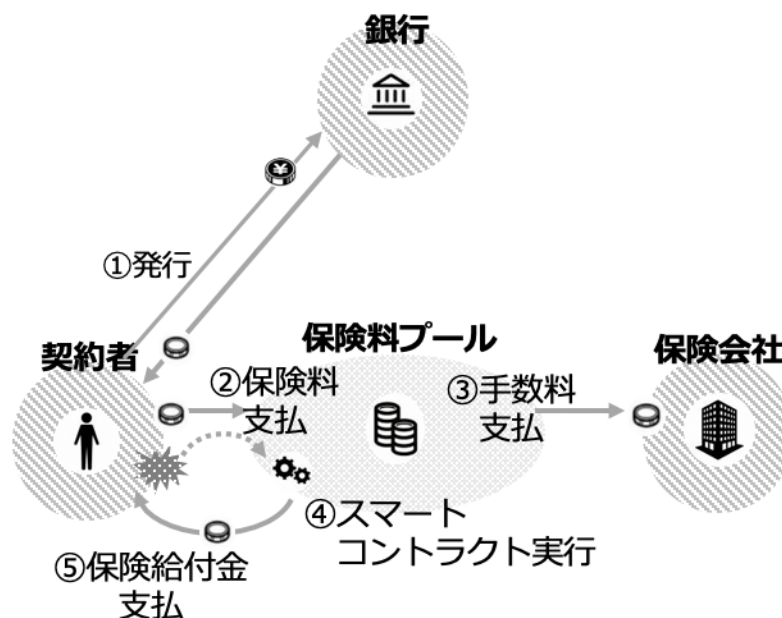 銀行
¥
①発行
契約者
保険料プール
保険会社
②保険料
支払
③手数料
支払
④スマート
コントラクト実行
⑤保険給付金
支払